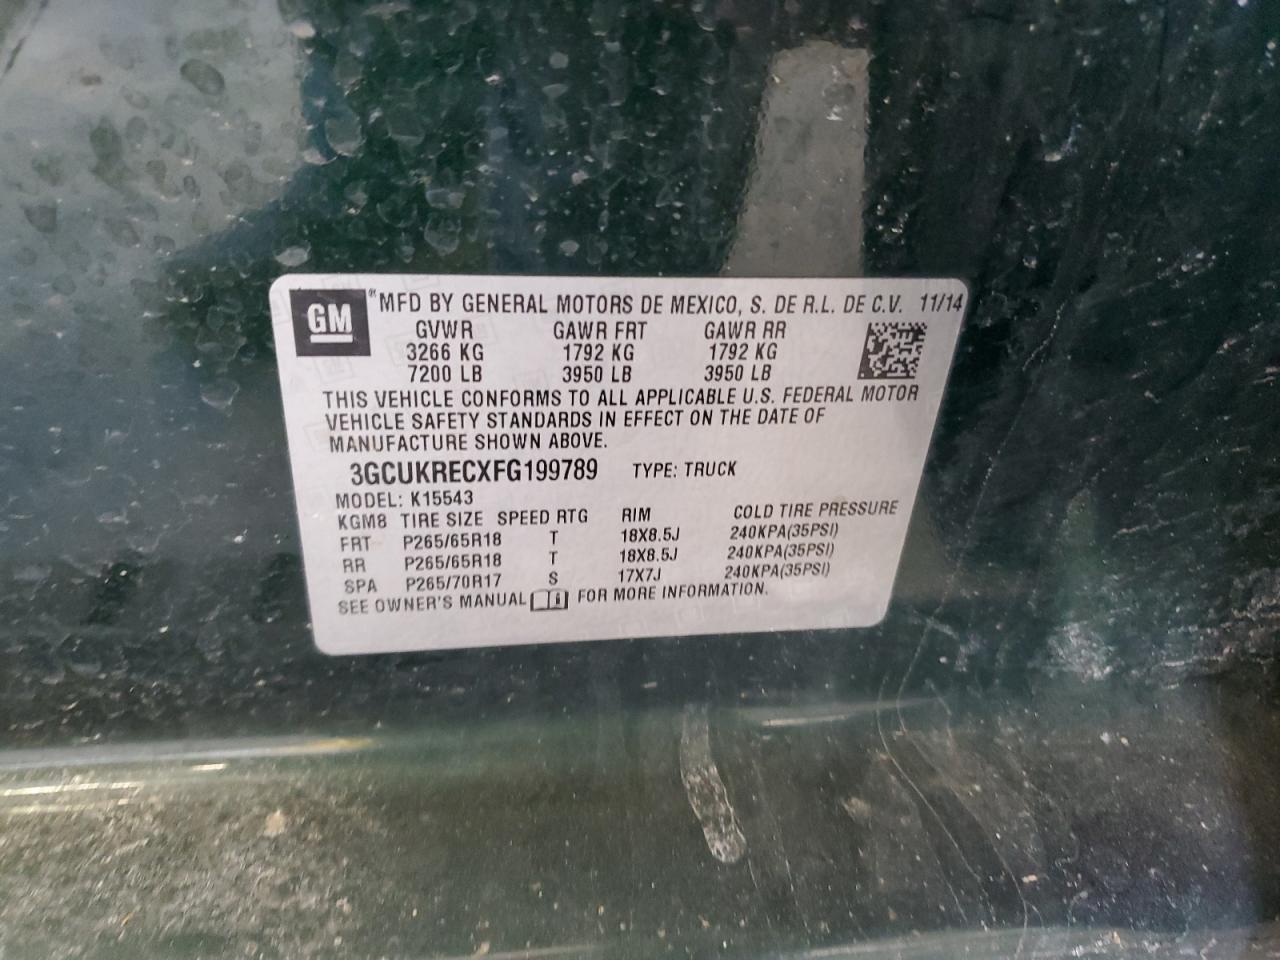 GM ® MFD BY GENERAL MOTORS DE MEXICO, S. DE R.L. DE C.V. 11/14
GVWR GAWR FRT GAWR RR
3266 KG 1792 KG 1792 KG
7200 LB 3950 LB 3950 LB
THIS VEHICLE CONFORMS TO ALL APPLICABLE U.S. FEDERAL MOTOR
VEHICLE SAFETY STANDARDS IN EFFECT ON THE DATE OF
MANUFACTURE SHOWN ABOVE.
3GCUKRECXFG199789 TYPE: TRUCK
MODEL: K15543
KGM8 TIRE SIZE SPEED RTG RIM COLD TIRE PRESSURE
FRT P265/65R18 T 18X8.5J 240KPA(35PSI)
RR P265/65R18 T 18X8.5J 240KPA(35PSI)
SPA P265/70R17 S 17X7J 240KPA(35PSI)
SEE OWNER'S MANUAL FOR MORE INFORMATION.